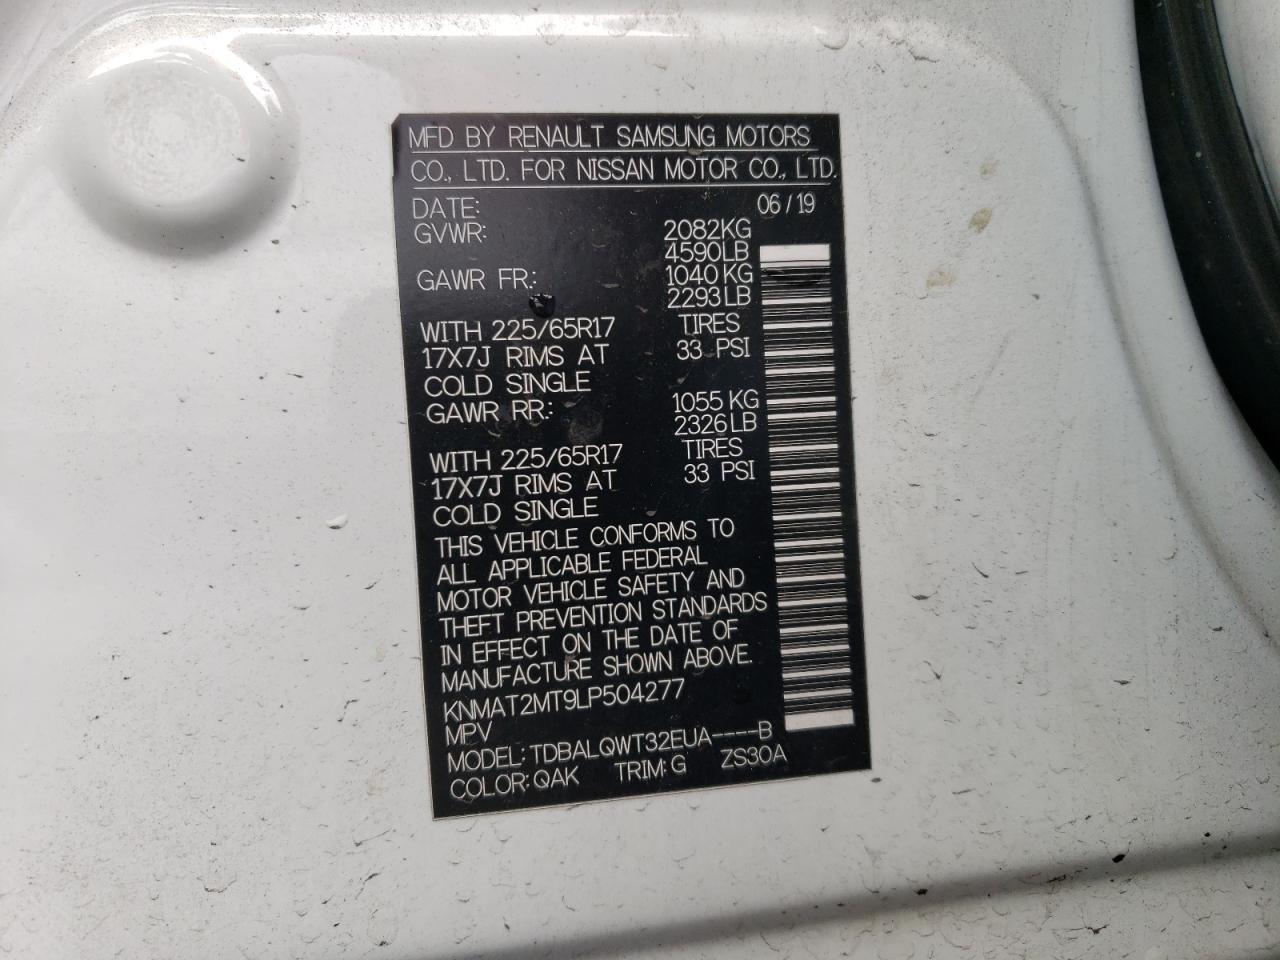 MFD BY RENAULT SAMSUNG MOTORS
CO., LTD. FOR NISSAN MOTOR CO., LTD.
DATE: 06 / 19
GVWR: 2082KG
4590LB
GAWR FR.: 1040 KG
2293 LB
WITH 225/65R17 TIRES
17X7J RIMS AT 33 PSI
COLD SINGLE
GAWR RR.: 1055 KG
2326 LB
WITH 225/65R17 TIRES
17X7J RIMS AT 33 PSI
COLD SINGLE
THIS VEHICLE CONFORMS TO
ALL APPLICABLE FEDERAL
MOTOR VEHICLE SAFETY AND
THEFT PREVENTION STANDARDS
IN EFFECT ON THE DATE OF
MANUFACTURE SHOWN ABOVE.
KNMAT2MT9LP504277
MPV
MODEL: TDBALQWT32EUA----B
COLOR: QAK TRIM: G ZS30A